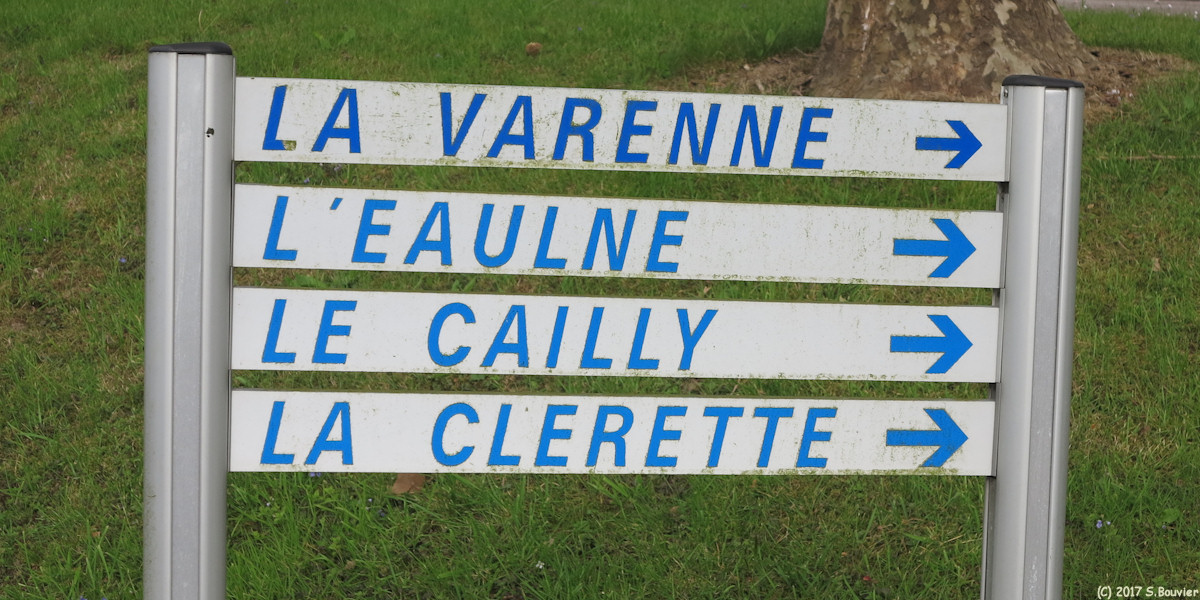 LA VARENNE →
L'EAULNE →
LE CAILLY →
LA CLERETTE →
(C) 2017 S.Bouvier